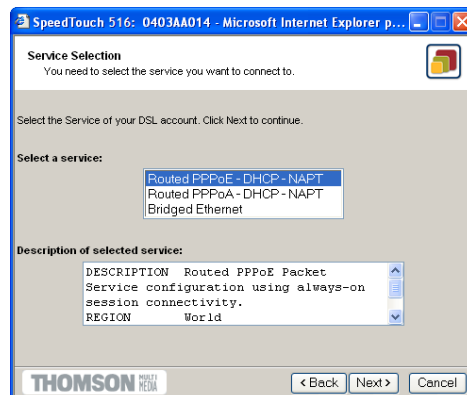 SpeedTouch 516: 0403AA014 - Microsoft Internet Explorer p...
Service Selection
You need to select the service you want to connect to.
Select the Service of your DSL account. Click Next to continue.
Select a service:
Routed PPPoE - DHCP - NAPT
Routed PPPoA - DHCP - NAPT
Bridged Ethernet
Description of selected service:
DESCRIPTION Routed PPPoE Packet
Service configuration using always-on
session connectivity.
REGION World
THOMSON MULTI MEDIA
< Back Next > Cancel